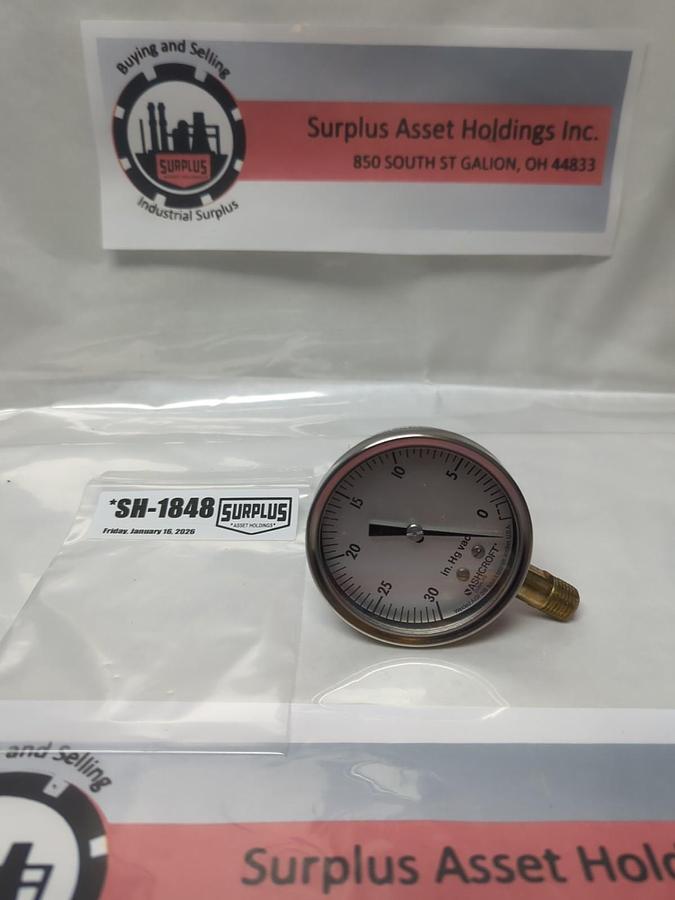 Buying and Selling
SURPLUS
ASSET HOLDINGS
Industrial Surplus
Surplus Asset Holdings Inc.
850 SOUTH ST GALION, OH 44833
*SH-1848
SURPLUS
*ASSET HOLDINGS*
Friday, January 16, 2026
0
5
10
15
20
25
30
In. Hg vac
ASHCROFT
and Selling
Surplus Asset Hold